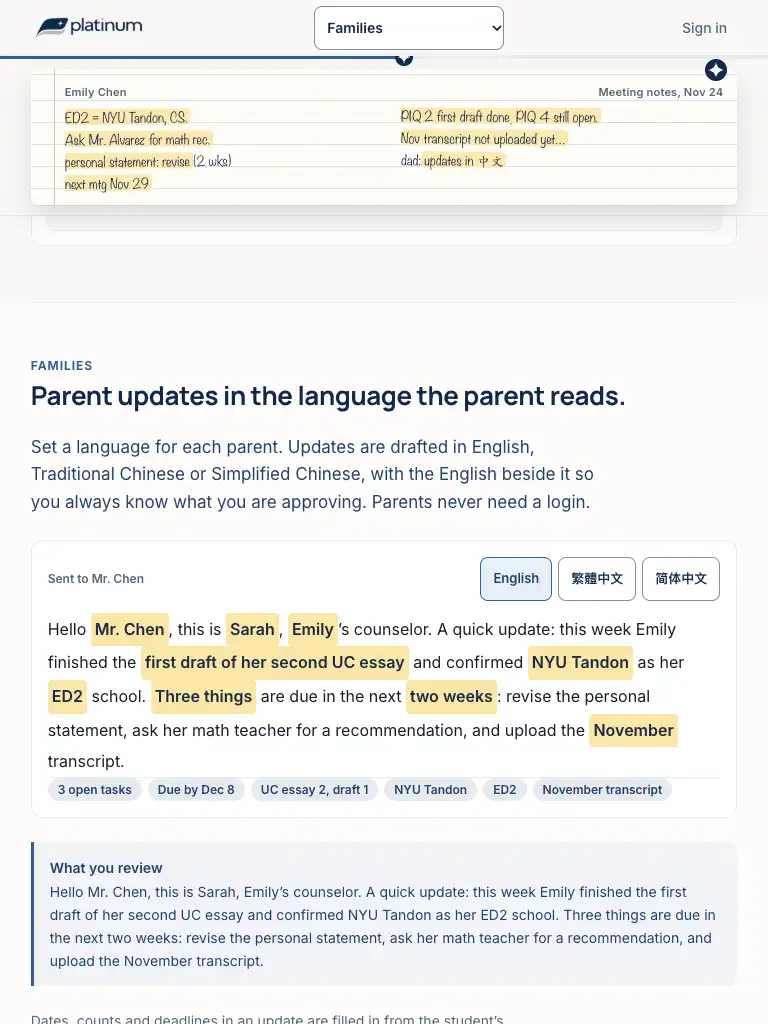 platinum
Families
Sign in
Emily Chen
Meeting notes, Nov 24
ED2 = NYU Tandon, CS.
Ask Mr. Alvarez for math rec.
personal statement: revise (2 wks)
next mtg Nov 29
PIQ 2 first draft done, PIQ 4 still open.
Nov transcript not uploaded yet...
dad: updates in 中文
FAMILIES
Parent updates in the language the parent reads.
Set a language for each parent. Updates are drafted in English,
Traditional Chinese or Simplified Chinese, with the English beside it so
you always know what you are approving. Parents never need a login.
Sent to Mr. Chen
English
繁體中文
简体中文
Hello Mr. Chen, this is Sarah, Emily's counselor. A quick update: this week Emily
finished the first draft of her second UC essay and confirmed NYU Tandon as her
ED2 school. Three things are due in the next two weeks: revise the personal
statement, ask her math teacher for a recommendation, and upload the November
transcript.
3 open tasks
Due by Dec 8
UC essay 2, draft 1
NYU Tandon
ED2
November transcript
What you review
Hello Mr. Chen, this is Sarah, Emily's counselor. A quick update: this week Emily finished the first
draft of her second UC essay and confirmed NYU Tandon as her ED2 school. Three things are due in
the next two weeks: revise the personal statement, ask her math teacher for a recommendation, and
upload the November transcript.
Dates, counts and deadlines in an update are filled in from the student's